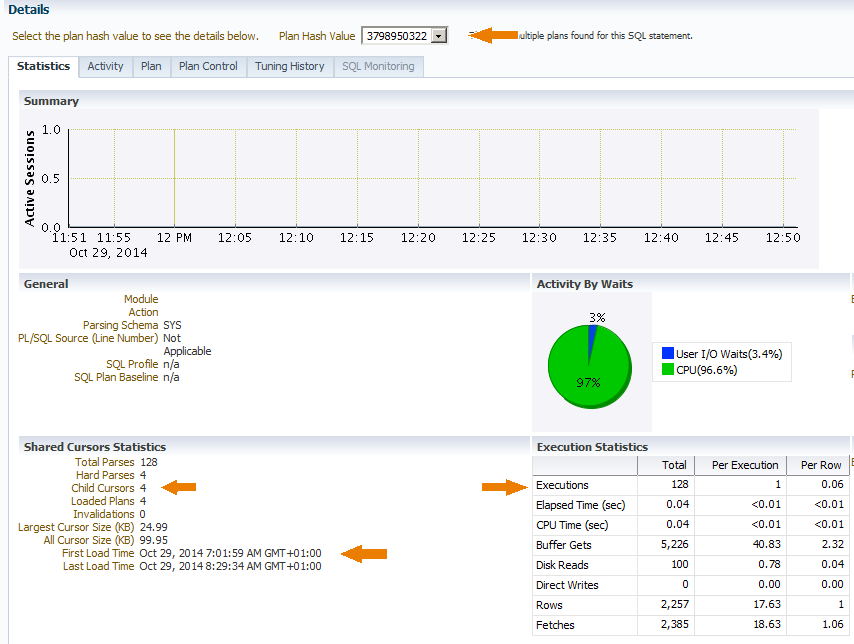 Details
Select the plan hash value to see the details below. Plan Hash Value 3798950322 multiple plans found for this SQL statement.
Statistics Activity Plan Plan Control Tuning History SQL Monitoring
Summary
Active Sessions
1.0
0.5
0.0
11:51 11:55 12 PM 12:05 12:10 12:15 12:20 12:25 12:30 12:35 12:40 12:45 12:50
Oct 29, 2014
General
Module
Action
Parsing Schema SYS
PL/SQL Source (Line Number) Not
Applicable
SQL Profile n/a
SQL Plan Baseline n/a
Activity By Waits
3%
97%
User I/O Waits(3.4%)
CPU(96.6%)
Shared Cursors Statistics
Total Parses 128
Hard Parses 4
Child Cursors 4
Loaded Plans 4
Invalidations 0
Largest Cursor Size (KB) 24.99
All Cursor Size (KB) 99.95
First Load Time Oct 29, 2014 7:01:59 AM GMT+01:00
Last Load Time Oct 29, 2014 8:29:34 AM GMT+01:00
Execution Statistics
Total Per Execution Per Row
Executions 128 1 0.06
Elapsed Time (sec) 0.04 <0.01 <0.01
CPU Time (sec) 0.04 <0.01 <0.01
Buffer Gets 5,226 40.83 2.32
Disk Reads 100 0.78 0.04
Direct Writes 0 0.00 0.00
Rows 2,257 17.63 1
Fetches 2,385 18.63 1.06